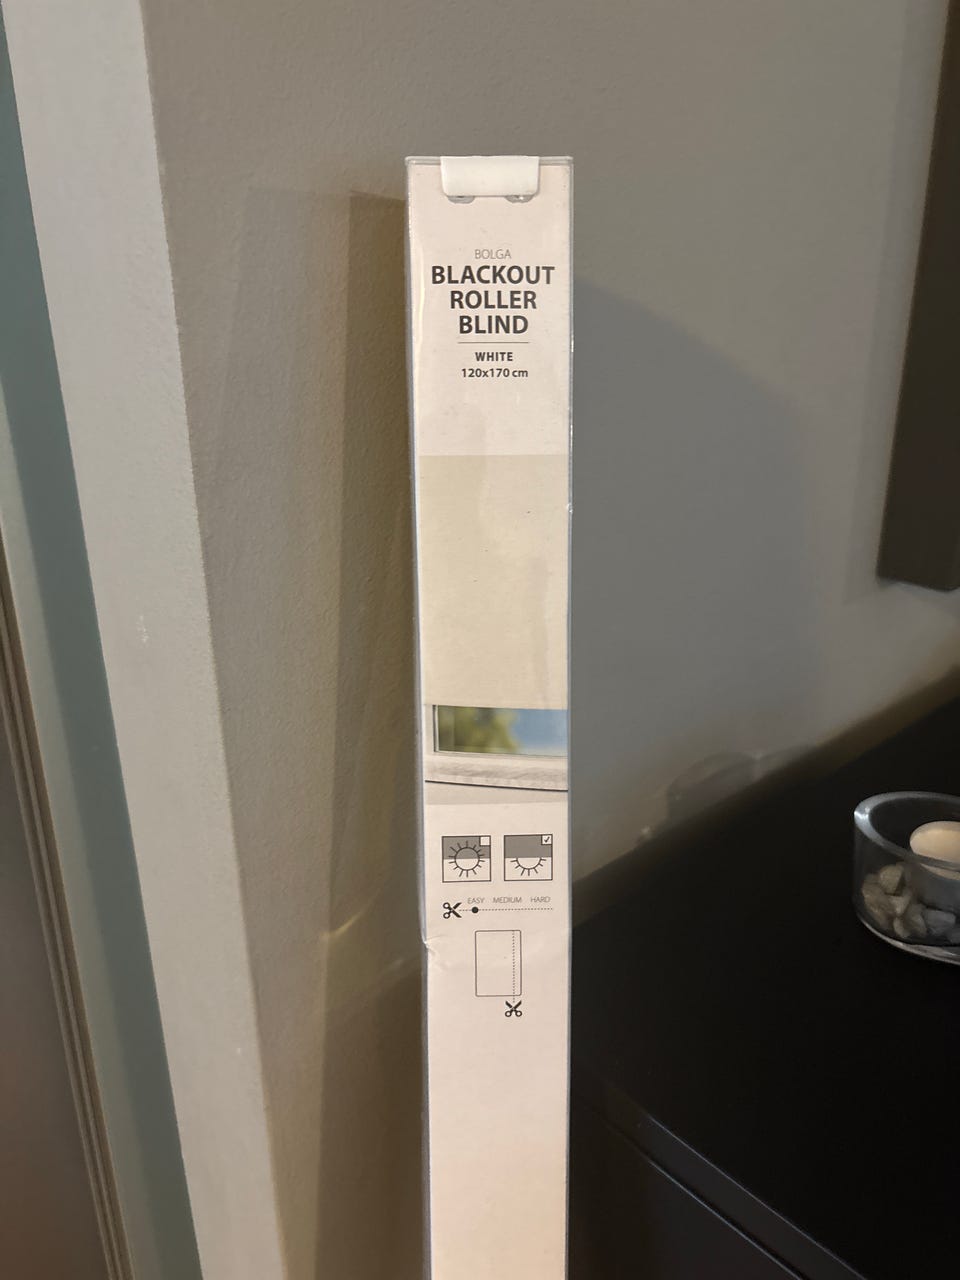 BOLGA
BLACKOUT
ROLLER
BLIND
WHITE
120x170 cm
EASY MEDIUM HARD